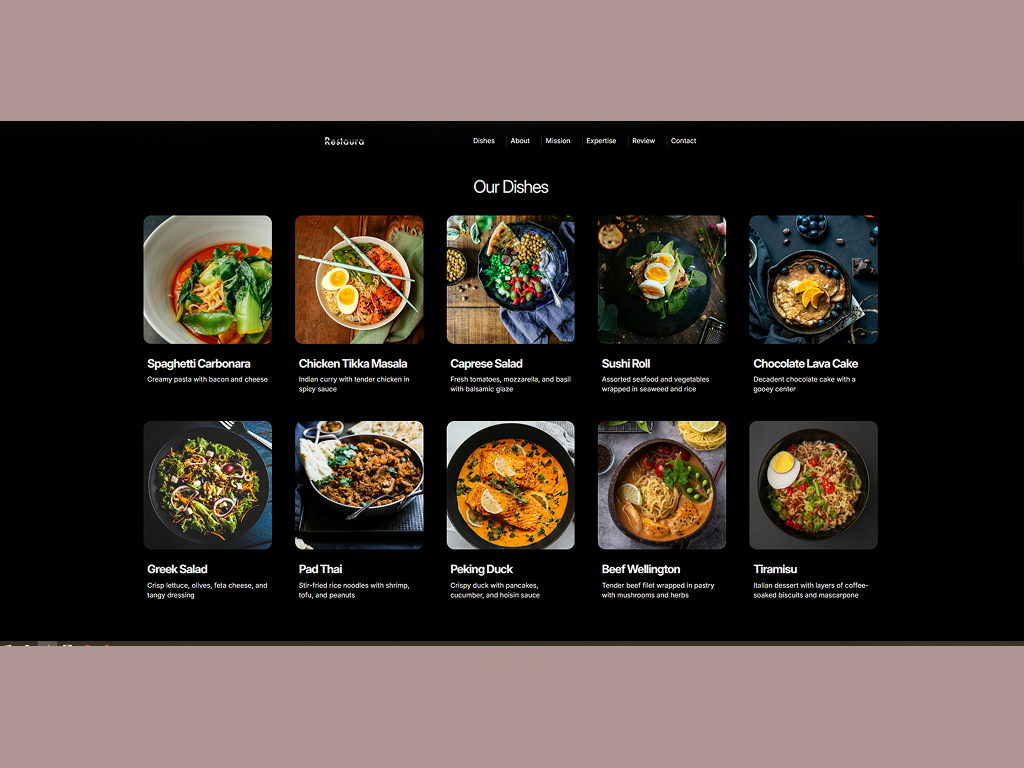 Restaura
Dishes
About
Mission
Expertise
Review
Contact
Our Dishes
Spaghetti Carbonara
Creamy pasta with bacon and cheese
Chicken Tikka Masala
Indian curry with tender chicken in
spicy sauce
Caprese Salad
Fresh tomatoes, mozzarella, and basil
with balsamic glaze
Sushi Roll
Assorted seafood and vegetables
wrapped in seaweed and rice
Chocolate Lava Cake
Decadent chocolate cake with a
gooey center
Greek Salad
Crisp lettuce, olives, feta cheese, and
tangy dressing
Pad Thai
Stir-fried rice noodles with shrimp,
tofu, and peanuts
Peking Duck
Crispy duck with pancakes,
cucumber, and hoisin sauce
Beef Wellington
Tender beef filet wrapped in pastry
with mushrooms and herbs
Tiramisu
Italian dessert with layers of coffee-
soaked biscuits and mascarpone